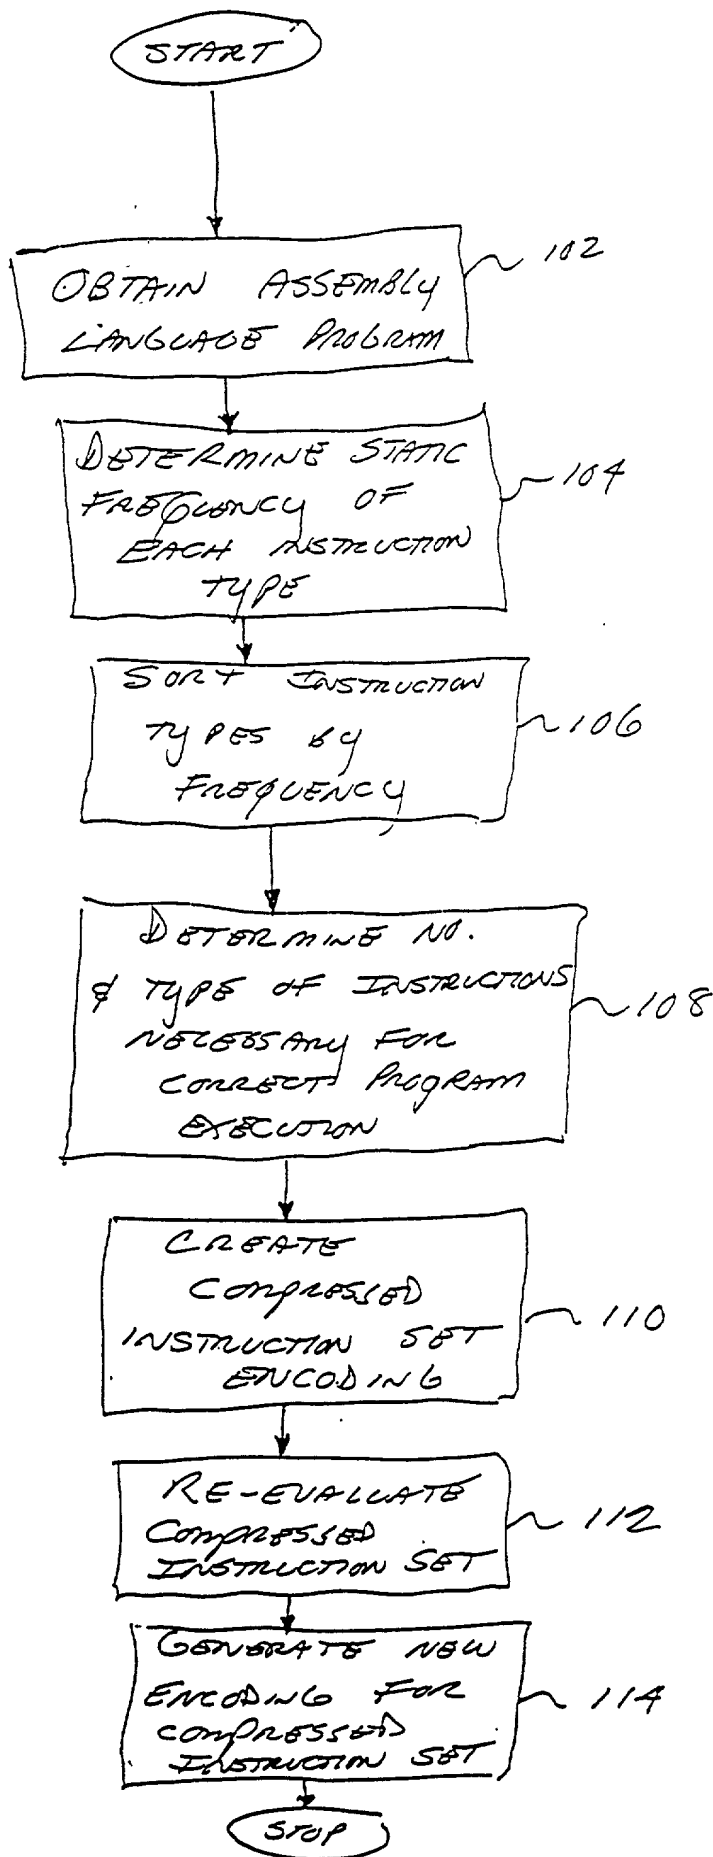 START
102
OBTAIN ASSEMBLY
LANGUAGE PROGRAM
DETERMINE STATIC
FREQUENCY OF
EACH INSTRUCTION
TYPE
104
SORT INSTRUCTION
TYPES BY
FREQUENCY
106
DETERMINE NO.
& TYPE OF INSTRUCTIONS
NECESSARY FOR
CORRECT PROGRAM
EXECUTION
108
CREATE
COMPRESSED
INSTRUCTION SET
ENCODING
110
RE-EVALUATE
COMPRESSED
INSTRUCTION SET
112
GENERATE NEW
ENCODING FOR
COMPRESSED
INSTRUCTION SET
114
STOP